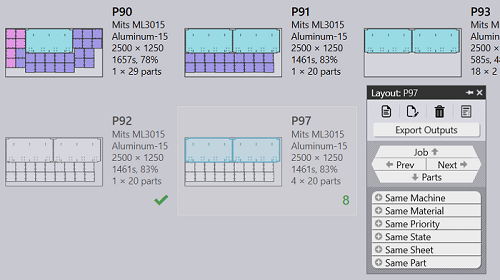 P90
Mits ML3015
Aluminum-15
2500 × 1250
1657s, 78%
1 × 29 parts
P91
Mits ML3015
Aluminum-15
2500 × 1250
1461s, 83%
1 × 20 parts
P93
Mits M
Alumin
2500 ×
585s, 4
18 × 2
P92
Mits ML3015
Aluminum-15
2500 × 1250
1461s, 83%
1 × 20 parts
P97
Mits ML3015
Aluminum-15
2500 × 1250
1461s, 83%
4 × 20 parts
8
Layout: P97
Export Outputs
Job
Prev
Next
Parts
Same Machine
Same Material
Same Priority
Same State
Same Sheet
Same Part